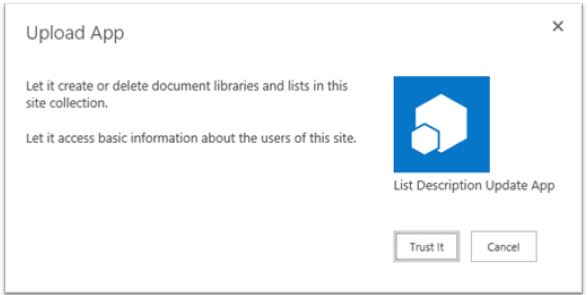 Upload App
Let it create or delete document libraries and lists in this
site collection.
Let it access basic information about the users of this site.
List Description Update App
Trust It
Cancel